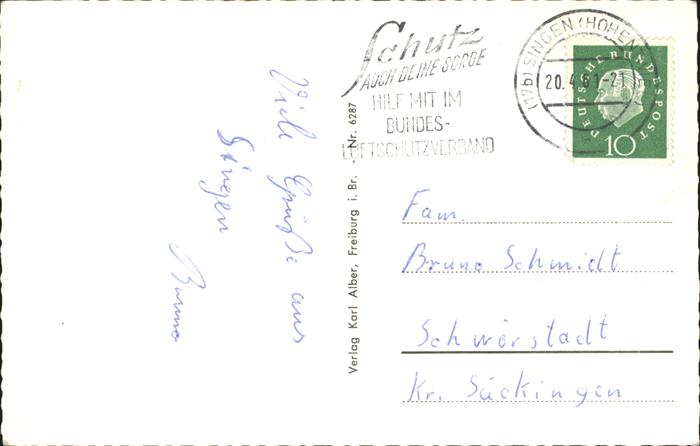 Schutz
AUCH DEINE SORGE
HILF MIT IM
BUNDES-
LUFTSCHUTZVERBAND
(17b) SINGEN (HOHEN
20.4.61-21
DEUTSCHE BUNDESPOST
10
Viele Grüße aus
Singen
Bruno
Verlag Karl Alber, Freiburg i. Br. - Nr. 6287
Fam.
Bruno Schmidt
Schwörstadt
Kr. Säckingen